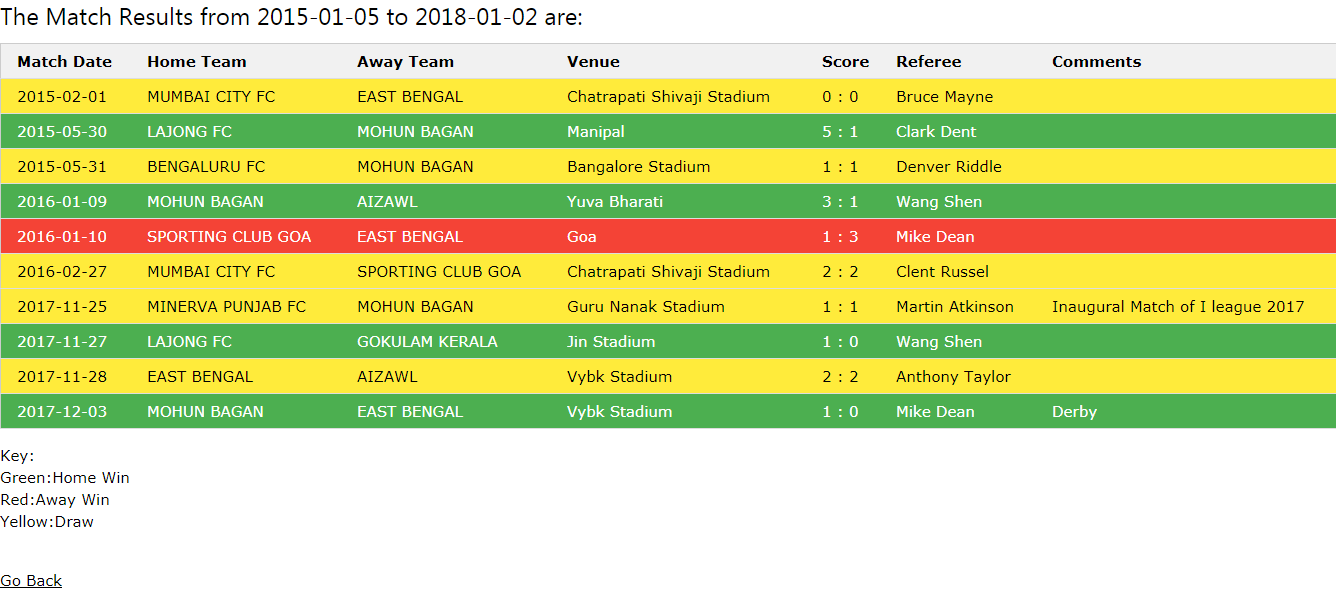 The Match Results from 2015-01-05 to 2018-01-02 are:
Match Date Home Team Away Team Venue Score Referee Comments
2015-02-01 MUMBAI CITY FC EAST BENGAL Chatrapati Shivaji Stadium 0 : 0 Bruce Mayne
2015-05-30 LAJONG FC MOHUN BAGAN Manipal 5 : 1 Clark Dent
2015-05-31 BENGALURU FC MOHUN BAGAN Bangalore Stadium 1 : 1 Denver Riddle
2016-01-09 MOHUN BAGAN AIZAWL Yuva Bharati 3 : 1 Wang Shen
2016-01-10 SPORTING CLUB GOA EAST BENGAL Goa 1 : 3 Mike Dean
2016-02-27 MUMBAI CITY FC SPORTING CLUB GOA Chatrapati Shivaji Stadium 2 : 2 Clent Russel
2017-11-25 MINERVA PUNJAB FC MOHUN BAGAN Guru Nanak Stadium 1 : 1 Martin Atkinson Inaugural Match of I league 2017
2017-11-27 LAJONG FC GOKULAM KERALA Jin Stadium 1 : 0 Wang Shen
2017-11-28 EAST BENGAL AIZAWL Vybk Stadium 2 : 2 Anthony Taylor
2017-12-03 MOHUN BAGAN EAST BENGAL Vybk Stadium 1 : 0 Mike Dean Derby
Key:
Green:Home Win
Red:Away Win
Yellow:Draw
Go Back